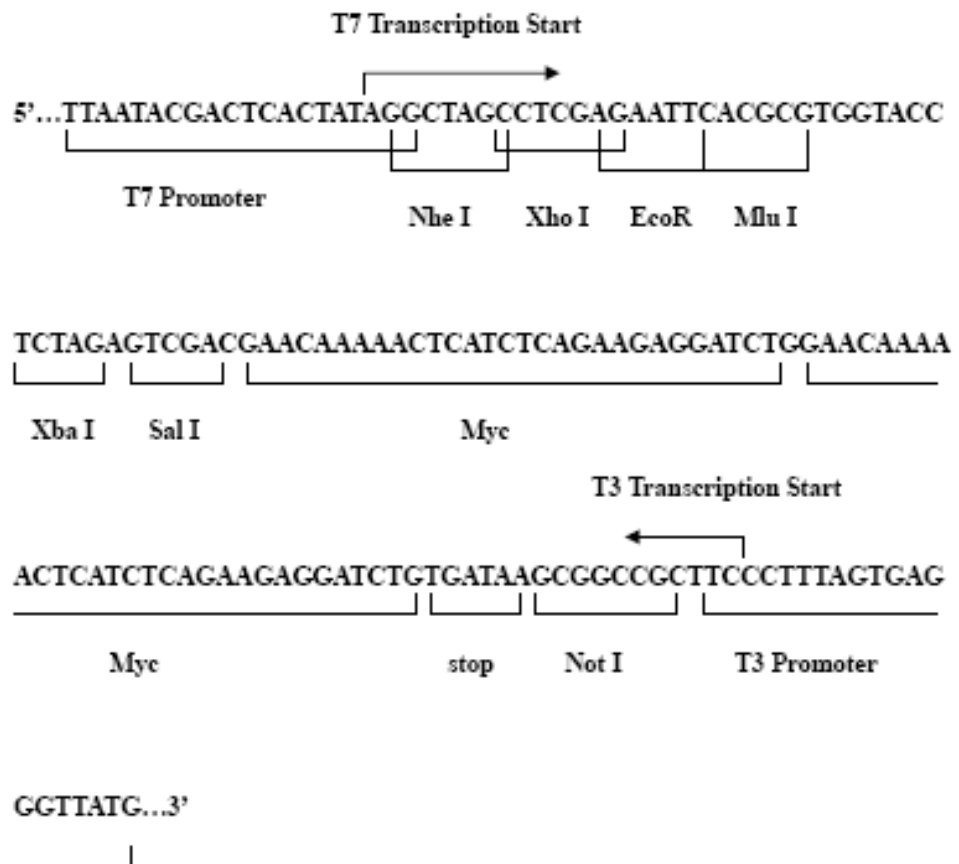 T7 Transcription Start
5’…TTAATACGACTCACTATAGGCTAGCCTCGAGAATTCACGCGTGGTACC
T7 Promoter
Nhe I Xho I EcoR Mlu I
TCTAGAGTCGACGAACAAAAACTCATCTCAGAAGAGGATCTGGAACAAAA
Xba I Sal I Myc
T3 Transcription Start
ACTCATCTCAGAAGAGGATCTGTGATAAGCGGCCGCTTCCCTTTAGTGAG
Myc stop Not I T3 Promoter
GGTTATG…3’